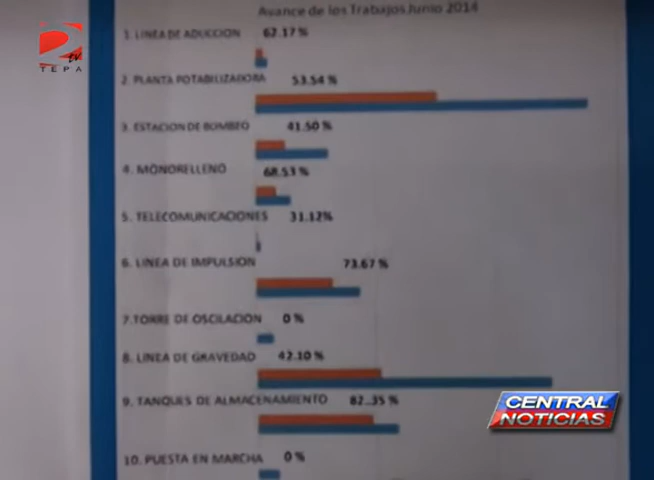 Avance de los Trabajos Junio 2014
2 tv
TEPA
1. LINEA DE ADUCCION 62.17 %
2. PLANTA POTABILIZADORA 53.54 %
3. ESTACION DE BOMBEO 41.50 %
4. MONORELLENO 68.53 %
5. TELECOMUNICACIONES 31.12%
6. LINEA DE IMPULSION 73.67 %
7.TORRE DE OSCILACION 0 %
8. LINEA DE GRAVEDAD 42.10 %
9. TANQUES DE ALMACENAMIENTO 82.35 %
10. PUESTA EN MARCHA 0 %
CENTRAL
NOTICIAS